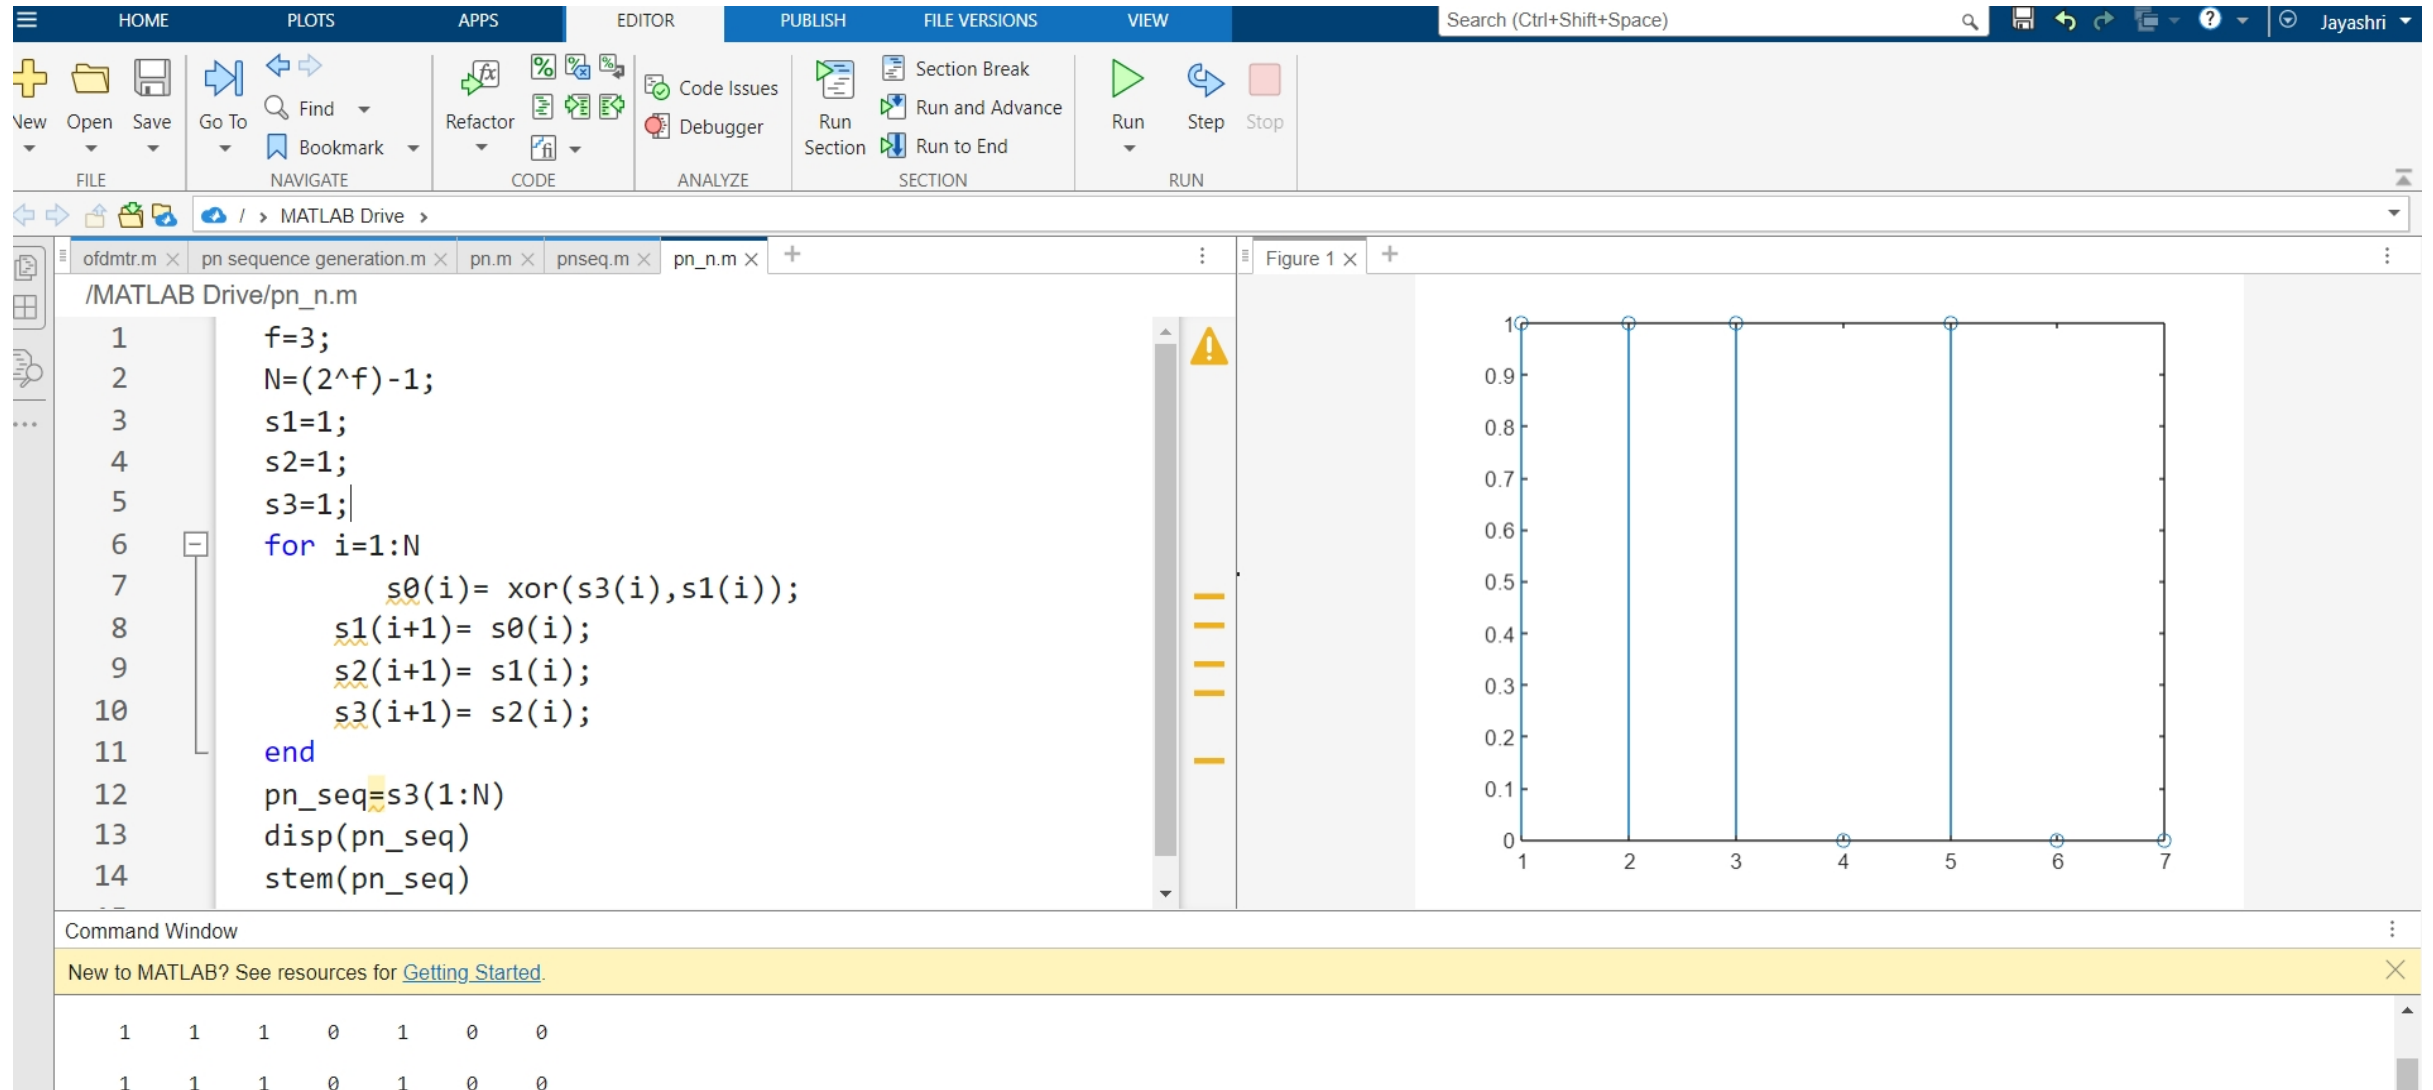 HOME PLOTS APPS EDITOR PUBLISH FILE VERSIONS VIEW Search (Ctrl+Shift+Space) ? Jayashri
New Open Save Go To Find Bookmark Refactor Code Issues Debugger Run Section Section Break Run and Advance Run to End Run Step Stop
FILE NAVIGATE CODE ANALYZE SECTION RUN
/ > MATLAB Drive >
ofdmtr.m × pn sequence generation.m × pn.m × pnseq.m × pn_n.m × +
/MATLAB Drive/pn_n.m
1 f=3;
2 N=(2^f)-1;
3 s1=1;
4 s2=1;
5 s3=1;
6 for i=1:N
7 s0(i)= xor(s3(i),s1(i));
8 s1(i+1)= s0(i);
9 s2(i+1)= s1(i);
10 s3(i+1)= s2(i);
11 end
12 pn_seq=s3(1:N)
13 disp(pn_seq)
14 stem(pn_seq)
Figure 1 × +
1
0.9
0.8
0.7
0.6
0.5
0.4
0.3
0.2
0.1
0
1 2 3 4 5 6 7
Command Window
New to MATLAB? See resources for Getting Started.
1 1 1 0 1 0 0
1 1 1 0 1 0 0